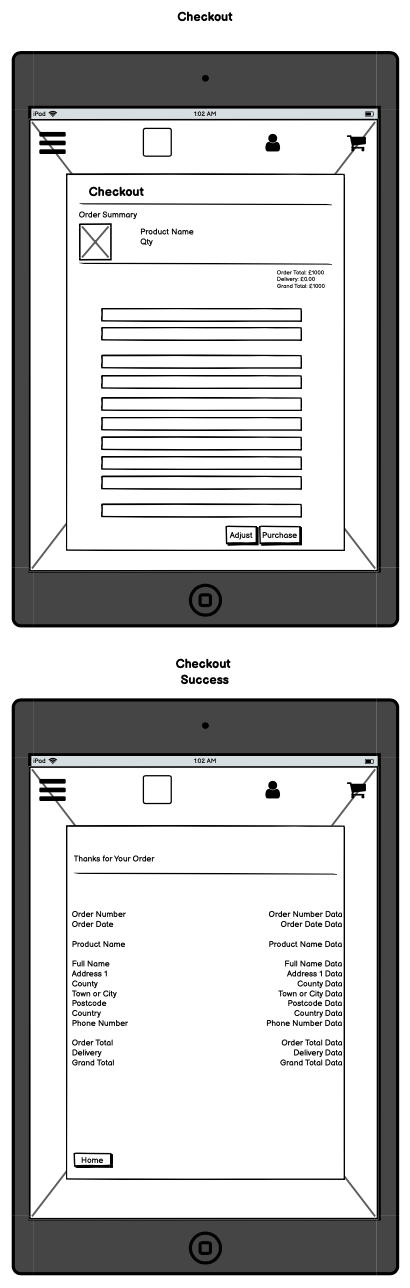 Checkout
iPad 1:02 AM
Checkout
Order Summary
Product Name
Qty
Order Total: £1000
Delivery: £0.00
Grand Total: £1000
Adjust Purchase
Checkout
Success
iPad 1:02 AM
Thanks for Your Order
Order Number Order Number Data
Order Date Order Date Data
Product Name Product Name Data
Full Name Full Name Data
Address 1 Address 1 Data
County County Data
Town or City Town or City Data
Postcode Postcode Data
Country Country Data
Phone Number Phone Number Data
Order Total Order Total Data
Delivery Delivery Data
Grand Total Grand Total Data
Home